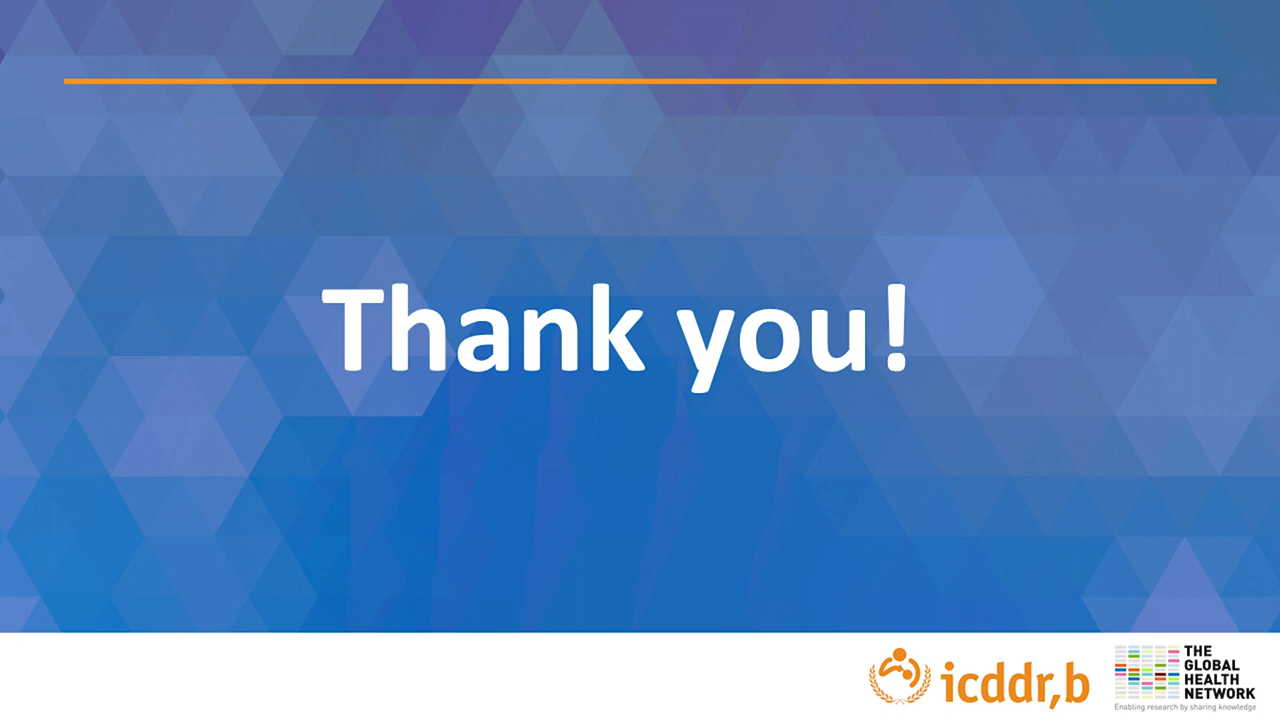 Thank you!
icddr,b
THE
GLOBAL
HEALTH
NETWORK
Enabling research by sharing knowledge